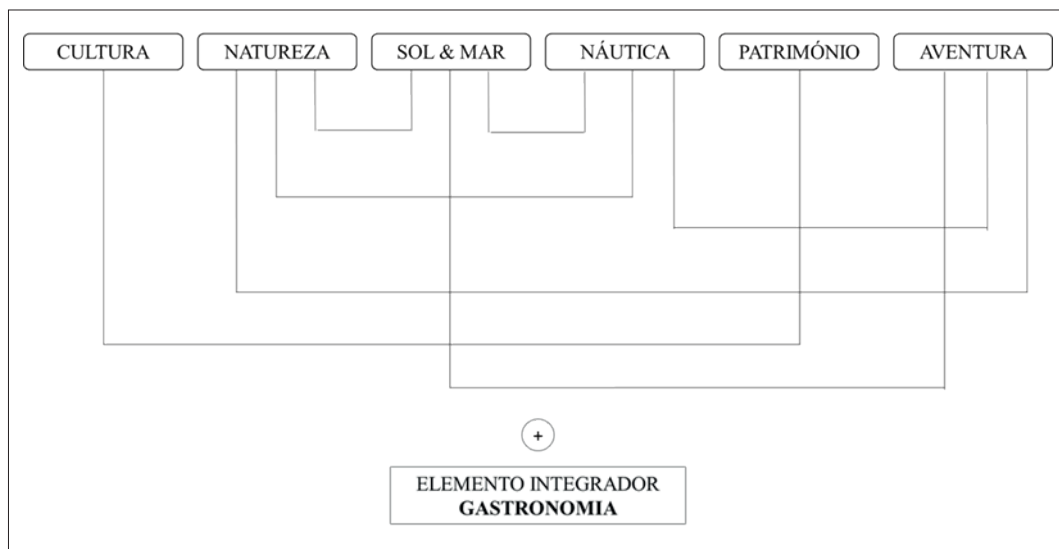 CULTURA
NATUREZA
SOL & MAR
NÁUTICA
PATRIMÓNIO
AVENTURA
+
ELEMENTO INTEGRADOR
GASTRONOMIA